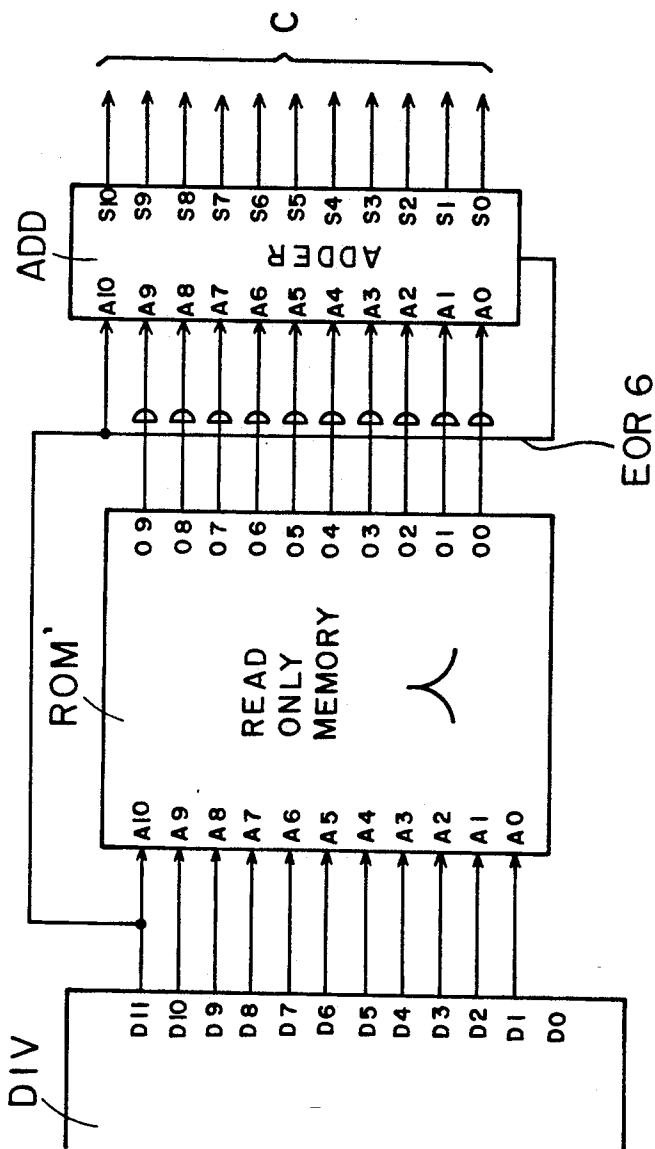 DIV
D11
D10
D9
D8
D7
D6
D5
D4
D3
D2
D1
D0
ROM'
A10
A9
A8
A7
A6
A5
A4
A3
A2
A1
A0
READ
ONLY
MEMORY
O9
O8
O7
O6
O5
O4
O3
O2
O1
O0
EOR 6
ADD
A10
A9
A8
A7
A6
A5
A4
A3
A2
A1
A0
ADDER
S10
S9
S8
S7
S6
S5
S4
S3
S2
S1
S0
C